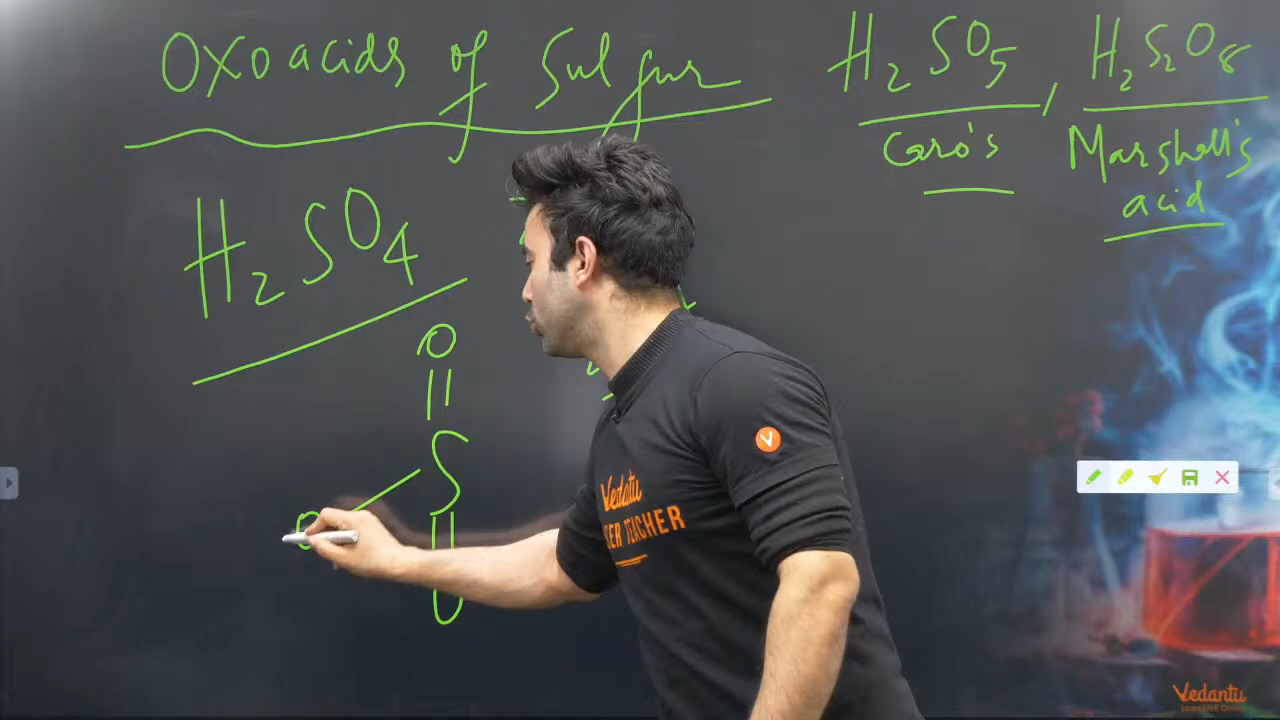 Oxoacids of Sulfur
H2SO5, H2S2O8
Caro's
Marshall's
acid
H2SO4
O
S
O
O
V
Vedantu
TEACHER
Vedantu